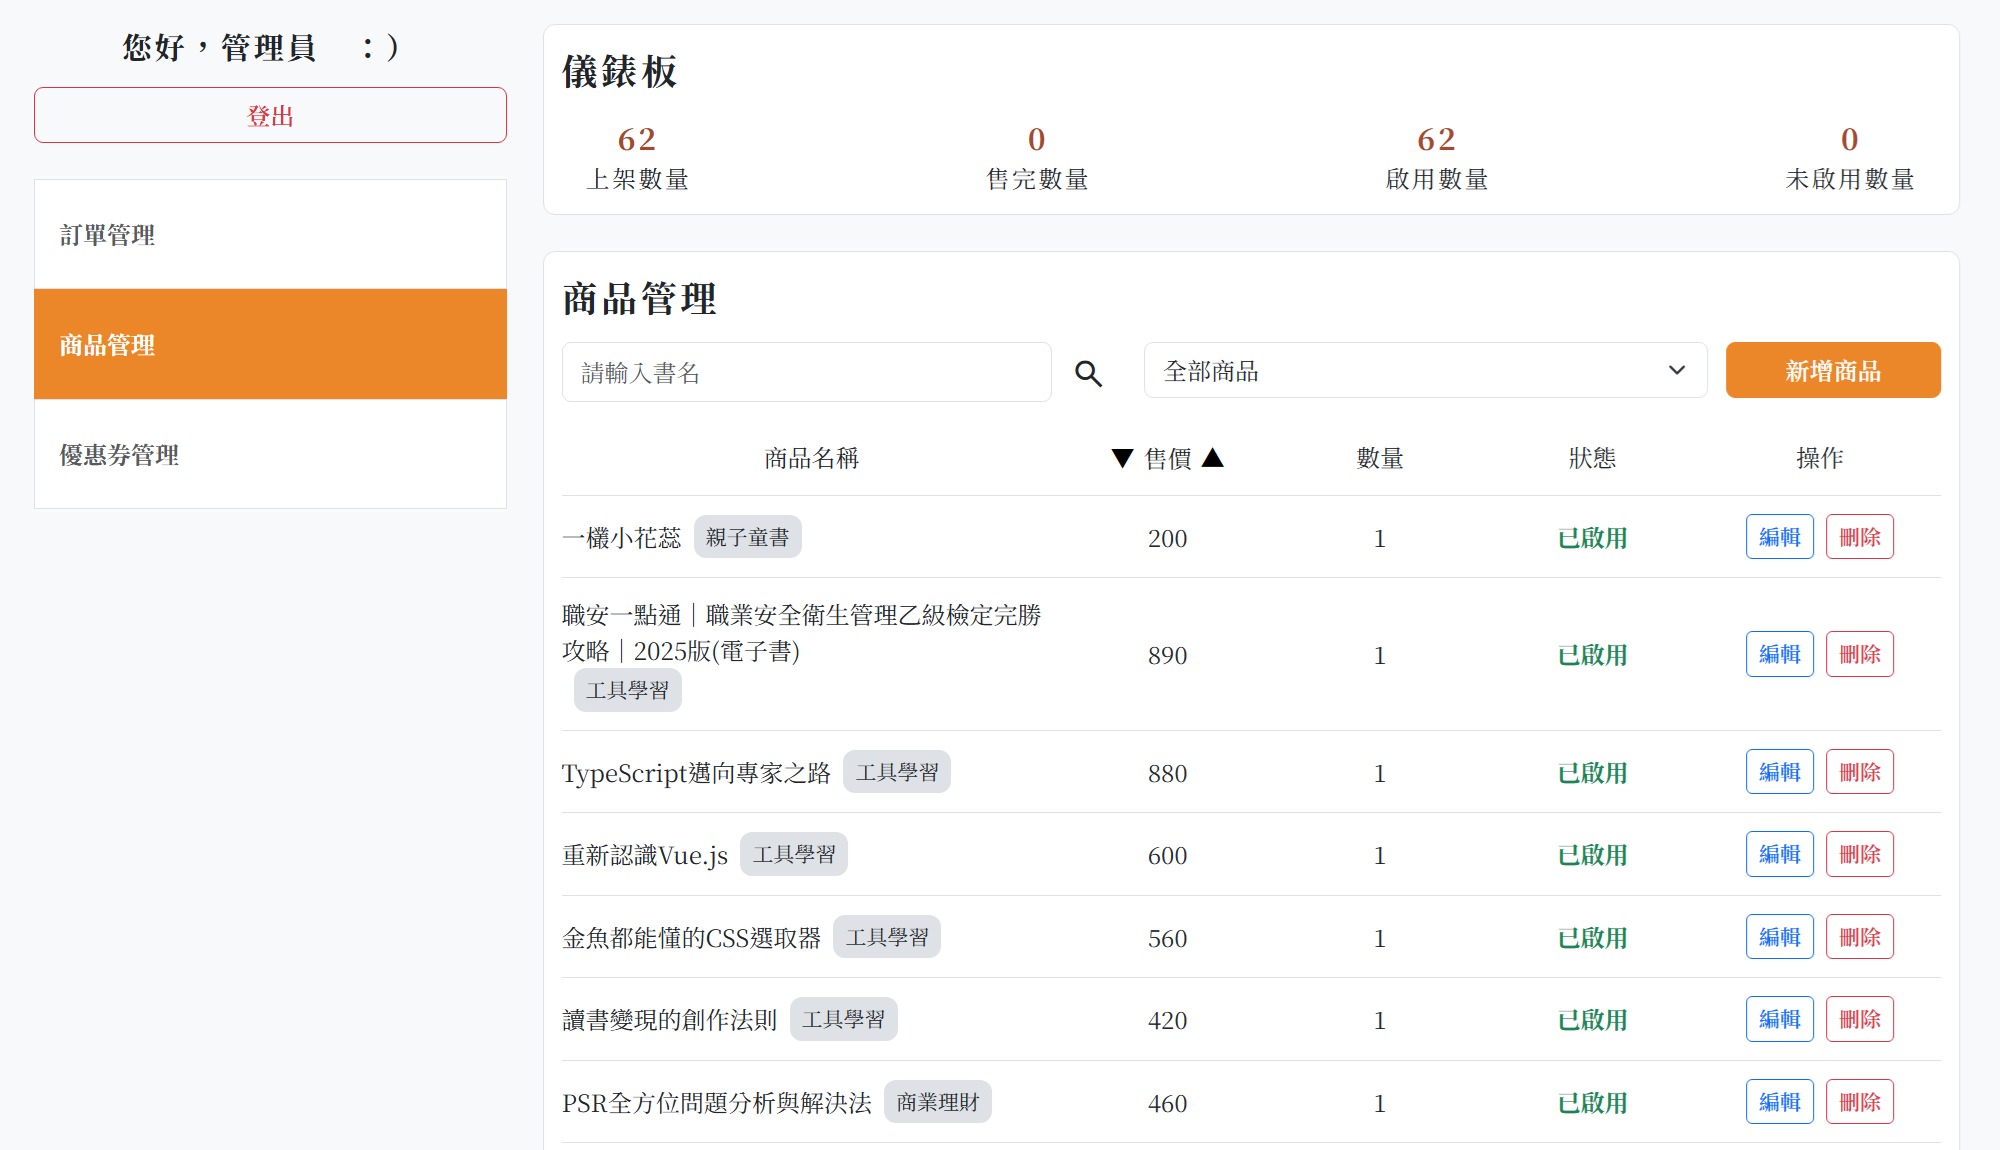 您好，管理員 ：）
登出
訂單管理
商品管理
優惠券管理
儀錶板
62
上架數量
0
售完數量
62
啟用數量
0
未啟用數量
商品管理
請輸入書名
全部商品
新增商品
商品名稱 ▼ 售價 ▲ 數量 狀態 操作
一欉小花蕊 親子童書 200 1 已啟用 編輯 刪除
職安一點通｜職業安全衛生管理乙級檢定完勝
攻略｜2025版(電子書)
工具學習 890 1 已啟用 編輯 刪除
TypeScript邁向專家之路 工具學習 880 1 已啟用 編輯 刪除
重新認識Vue.js 工具學習 600 1 已啟用 編輯 刪除
金魚都能懂的CSS選取器 工具學習 560 1 已啟用 編輯 刪除
讀書變現的創作法則 工具學習 420 1 已啟用 編輯 刪除
PSR全方位問題分析與解決法 商業理財 460 1 已啟用 編輯 刪除